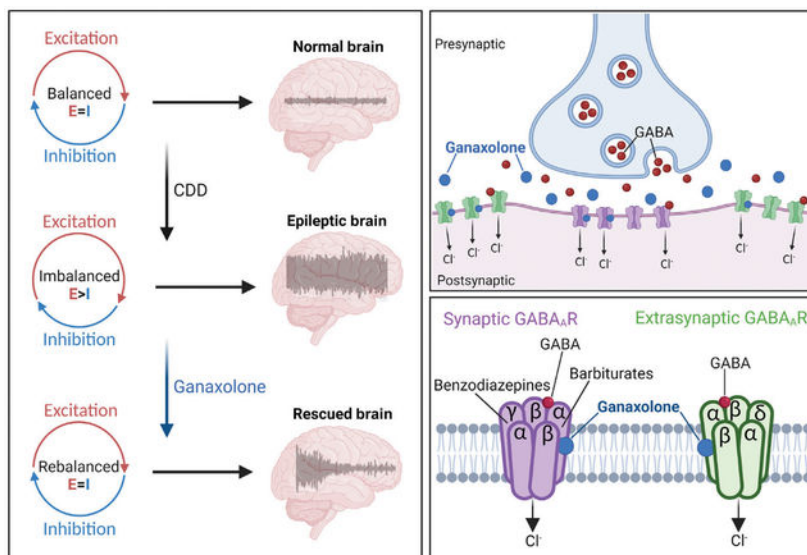 Excitation
Balanced
E=I
Inhibition
Normal brain
CDD
Excitation
Imbalanced
E>I
Inhibition
Epileptic brain
Ganaxolone
Excitation
Rebalanced
E=I
Inhibition
Rescued brain
Presynaptic
GABA
Ganaxolone
Cl⁻ Cl⁻ Cl⁻ Cl⁻ Cl⁻ Cl⁻ Cl⁻ Cl⁻ Cl⁻
Postsynaptic
Synaptic GABAₐR
Extrasynaptic GABAₐR
GABA
GABA
Benzodiazepines
Barbiturates
Ganaxolone
γ β α
α β
α β δ
β α
Cl⁻
Cl⁻